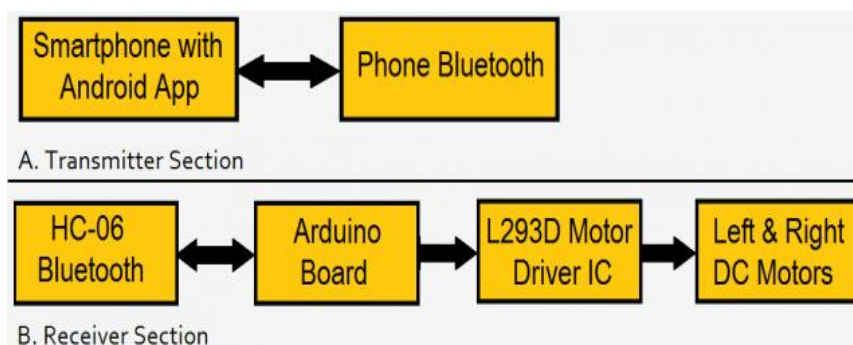 Smartphone with
Android App
Phone Bluetooth
A. Transmitter Section
HC-06
Bluetooth
Arduino
Board
L293D Motor
Driver IC
Left & Right
DC Motors
B. Receiver Section